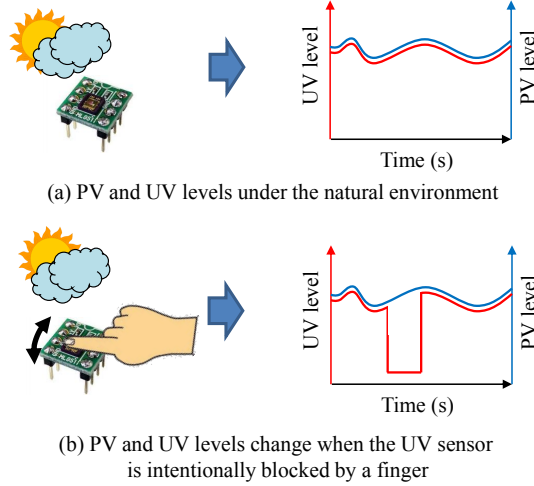 UV level
PV level
Time (s)
(a) PV and UV levels under the natural environment
UV level
PV level
Time (s)
(b) PV and UV levels change when the UV sensor
is intentionally blocked by a finger